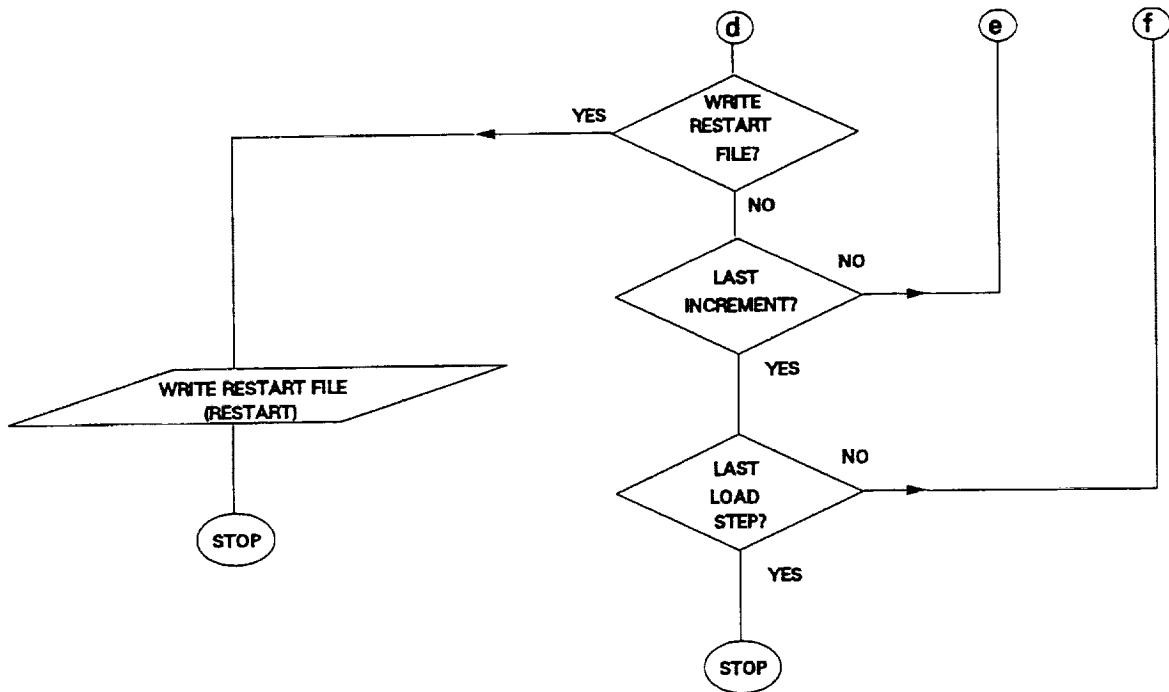 d
e
f
YES
WRITE
RESTART
FILE?
NO
LAST
INCREMENT?
NO
YES
WRITE RESTART FILE
(RESTART)
LAST
LOAD
STEP?
NO
STOP
YES
STOP